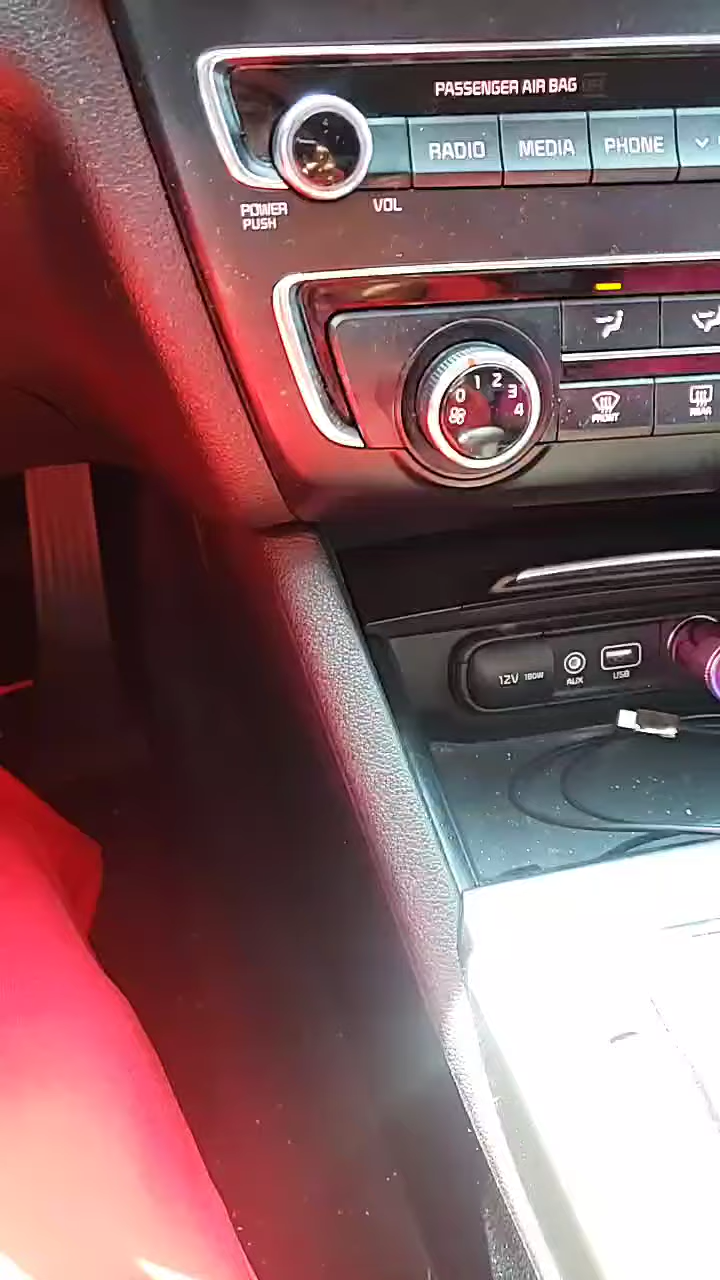 PASSENGER AIR BAG OFF
RADIO MEDIA PHONE
POWER
PUSH
VOL
0 1 2 3 4
FRONT
REAR
12V 180W
AUX
USB